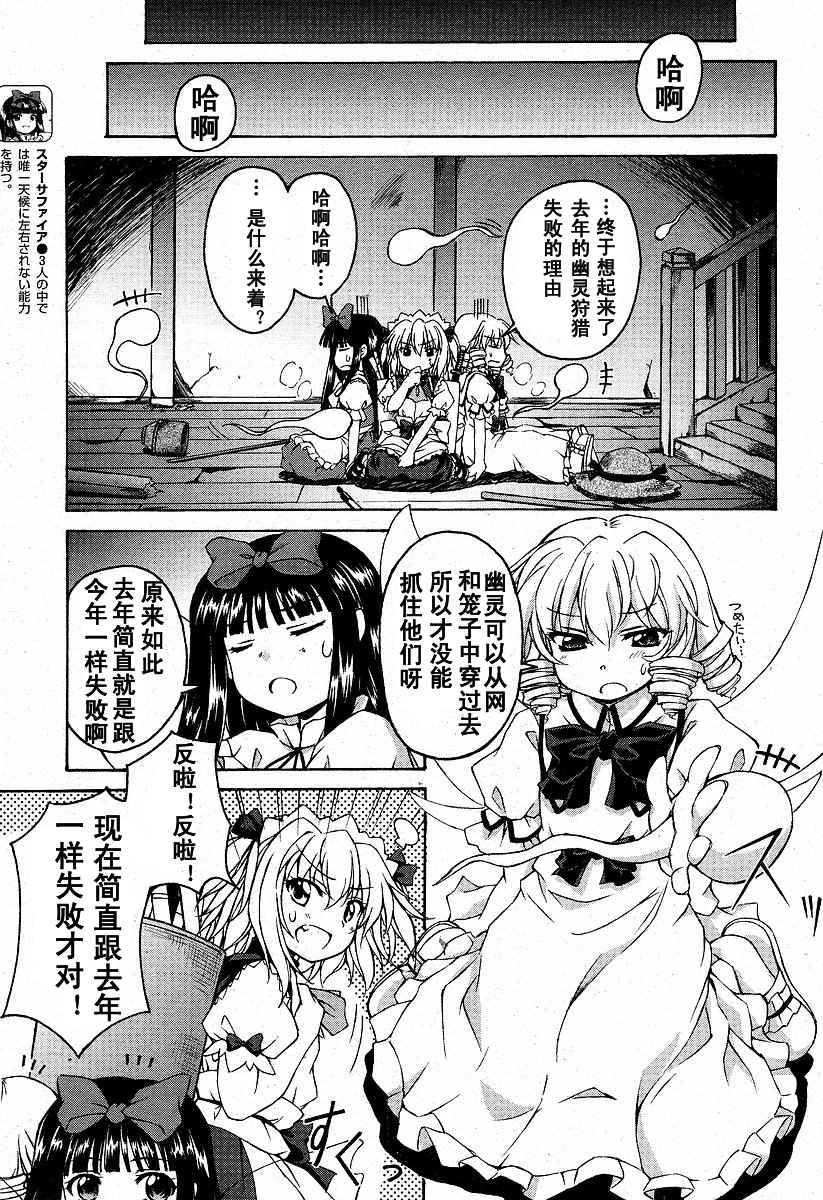 哈
啊
哈
啊
スターサファイア●3人の中で
は唯一天候に左右されない能力
を持つ。
…终于想起来了
去年的幽灵狩猎
失败的理由
哈啊哈啊…
…是什么来着？
幽灵可以从网
和笼子中穿过去
所以才没能
抓住他们呀
つめたい…
原来如此
去年简直就是跟
今年一样失败啊
反啦！反啦！
现在简直跟去年
一样失败才对！
すくっ